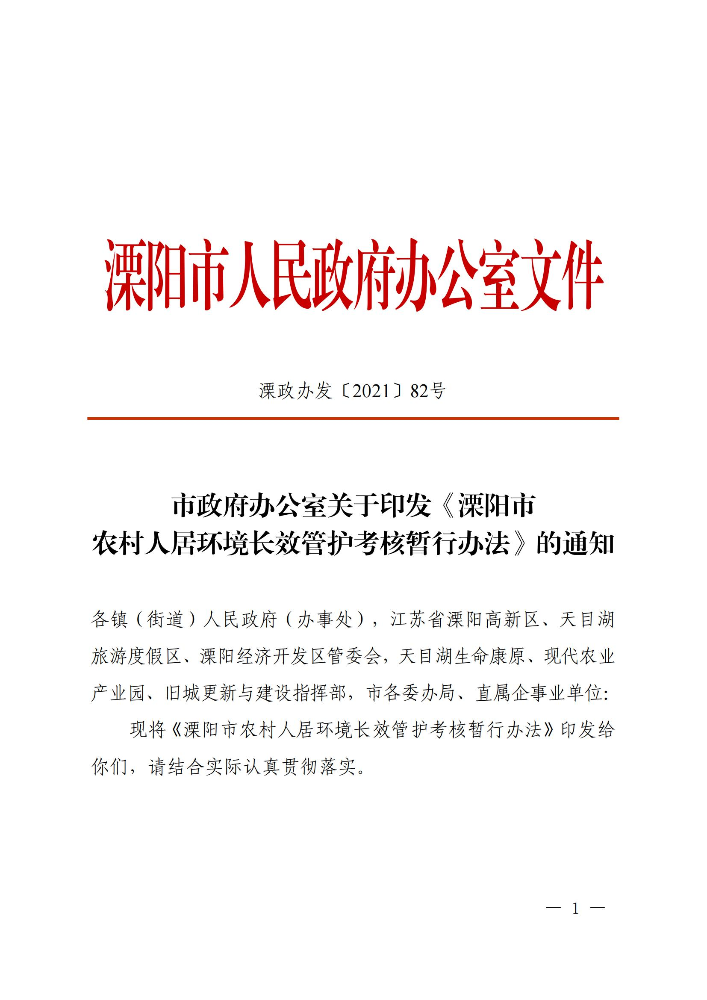 溧阳市人民政府办公室文件
溧政办发〔2021〕82号
市政府办公室关于印发《溧阳市
农村人居环境长效管护考核暂行办法》的通知
各镇（街道）人民政府（办事处），江苏省溧阳高新区、天目湖
旅游度假区、溧阳经济开发区管委会，天目湖生命康原、现代农业
产业园、旧城更新与建设指挥部，市各委办局、直属企事业单位：
现将《溧阳市农村人居环境长效管护考核暂行办法》印发给
你们，请结合实际认真贯彻落实。
— 1 —